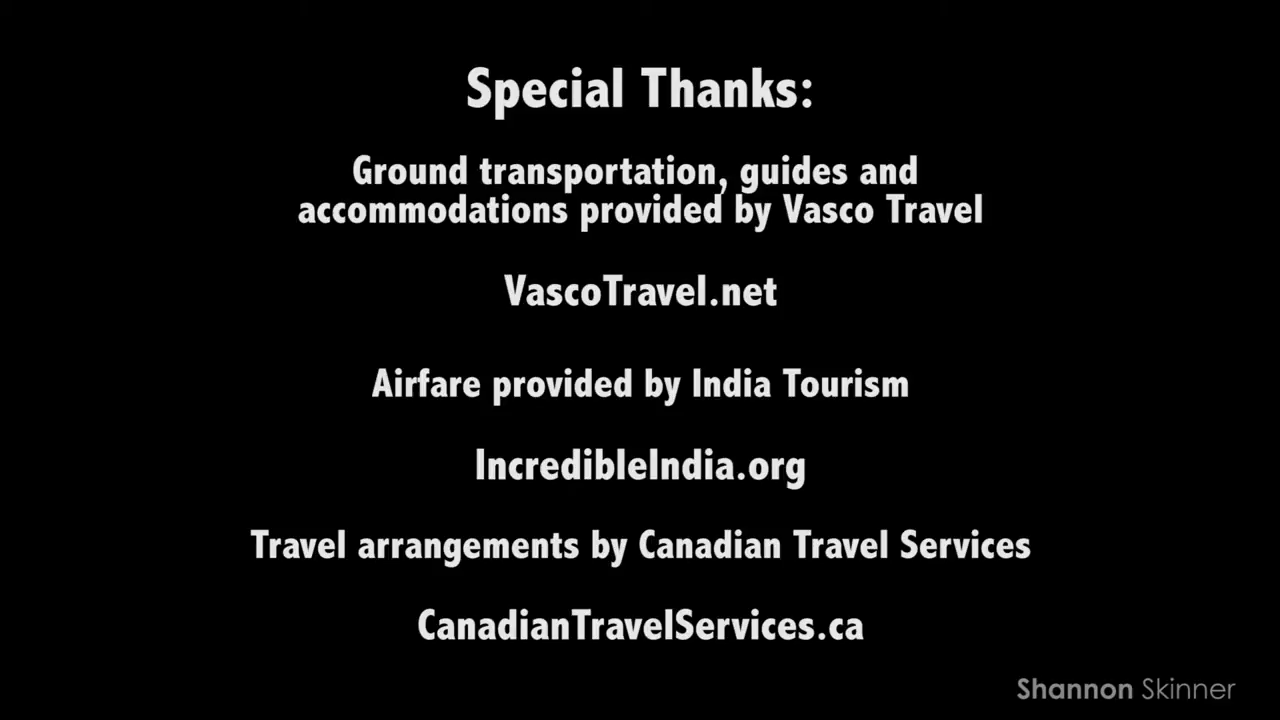 Special Thanks:
Ground transportation, guides and
accommodations provided by Vasco Travel
VascoTravel.net
Airfare provided by India Tourism
IncredibleIndia.org
Travel arrangements by Canadian Travel Services
CanadianTravelServices.ca
Shannon Skinner